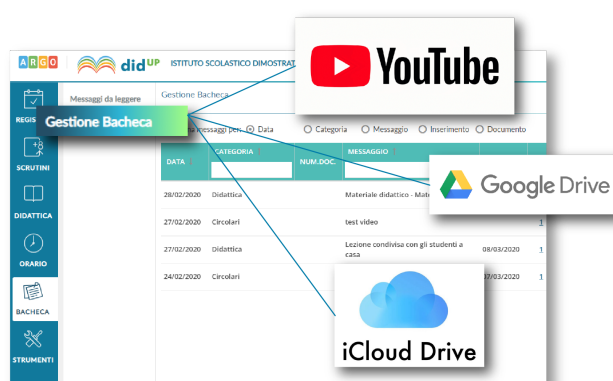 ARGO
didUP ISTITUTO SCOLASTICO DIMOSTRAT
YouTube
Messaggi da leggere
Gestione Bacheca
Gestione Bacheca
messaggi per: Data Categoria Messaggio Inserimento Documento
SCRUTINI
DATA CATEGORIA NUM.DOC. MESSAGGIO
Google Drive
28/02/2020 Didattica Materiale didattico -
DIDATTICA
27/02/2020 Circolari test video 1
27/02/2020 Didattica Lezione condivisa con gli studenti a casa 08/03/2020 1
ORARIO
24/02/2020 Circolari 07/03/2020 1
BACHECA
iCloud Drive
STRUMENTI